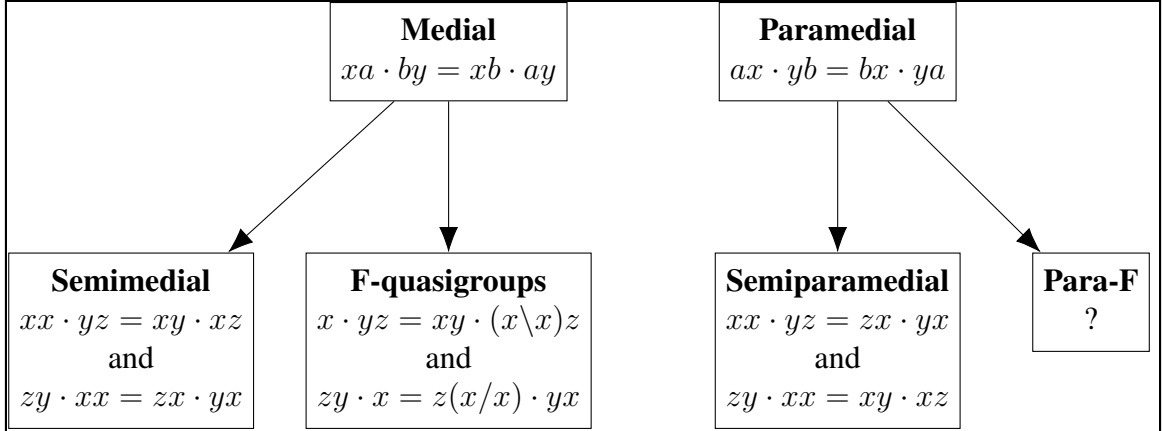 Medial
xa · by = xb · ay
Paramedial
ax · yb = bx · ya
Semimedial
xx · yz = xy · xz
and
zy · xx = zx · yx
F-quasigroups
x · yz = xy · (x\x)z
and
zy · x = z(x/x) · yx
Semiparamedial
xx · yz = zx · yx
and
zy · xx = xy · xz
Para-F
?